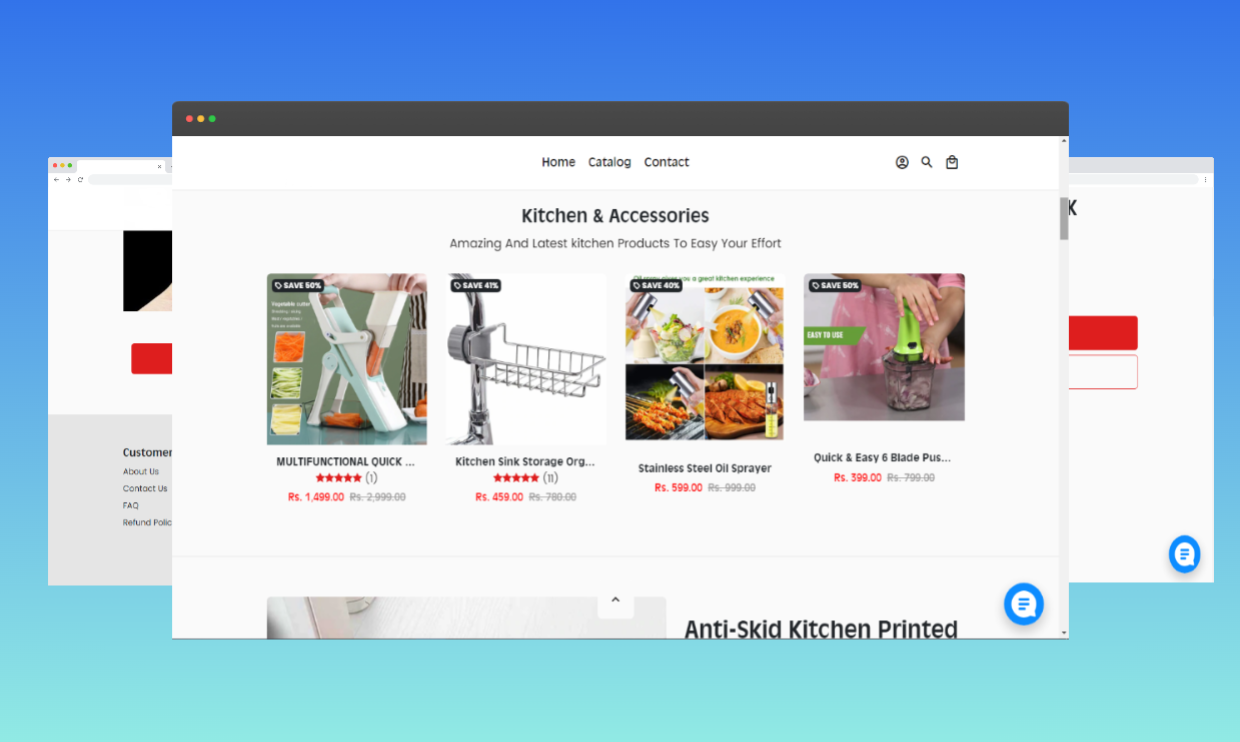 Home Catalog Contact
K
Kitchen & Accessories
Amazing And Latest kitchen Products To Easy Your Effort
SAVE 50%
Vegetable cutter
SAVE 41%
SAVE 40%
you a great kitchen experience
SAVE 50%
EASY TO USE
MULTIFUNCTIONAL QUICK ...
(1)
Rs. 1,499.00 Rs. 2,999.00
Kitchen Sink Storage Org...
(11)
Rs. 459.00 Rs. 780.00
Stainless Steel Oil Sprayer
Rs. 599.00 Rs. 999.00
Quick & Easy 6 Blade Pus...
Rs. 399.00 Rs. 799.00
Customer
About Us
Contact Us
FAQ
Refund Polic
Anti-Skid Kitchen Printed